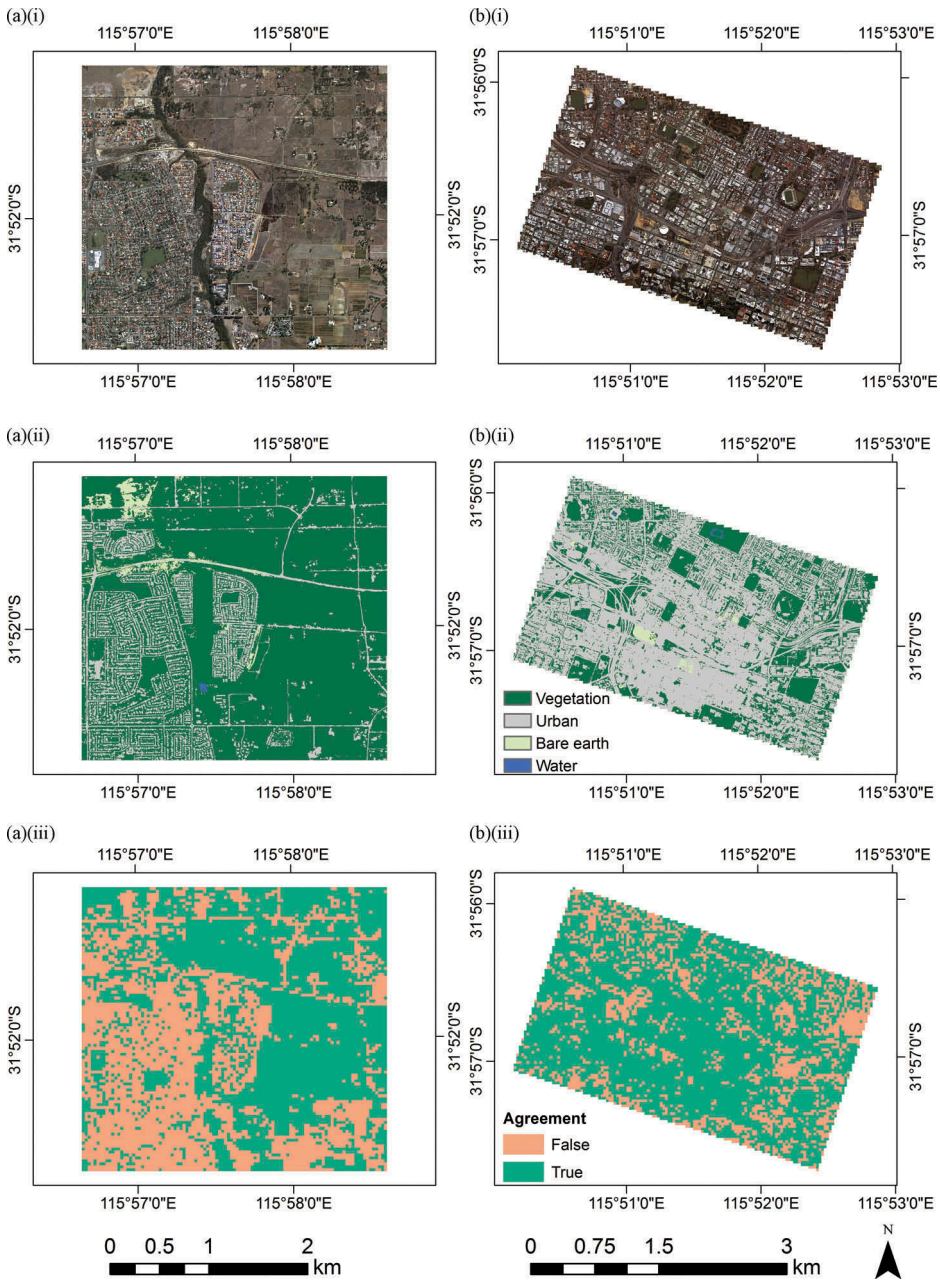 (a)(i)
115°57'0"E 115°58'0"E
31°52'0"S 31°52'0"S
115°57'0"E 115°58'0"E
(b)(i)
115°51'0"E 115°52'0"E 115°53'0"E
31°56'0"S
31°57'0"S 31°57'0"S
115°51'0"E 115°52'0"E 115°53'0"E
(a)(ii)
115°57'0"E 115°58'0"E
31°52'0"S 31°52'0"S
115°57'0"E 115°58'0"E
(b)(ii)
115°51'0"E 115°52'0"E 115°53'0"E
31°56'0"S
31°57'0"S 31°57'0"S
Vegetation
Urban
Bare earth
Water
115°51'0"E 115°52'0"E 115°53'0"E
(a)(iii)
115°57'0"E 115°58'0"E
31°52'0"S 31°52'0"S
115°57'0"E 115°58'0"E
(b)(iii)
115°51'0"E 115°52'0"E 115°53'0"E
31°56'0"S
31°57'0"S 31°57'0"S
Agreement
False
True
115°51'0"E 115°52'0"E 115°53'0"E
0 0.5 1 2
km
0 0.75 1.5 3
km
N